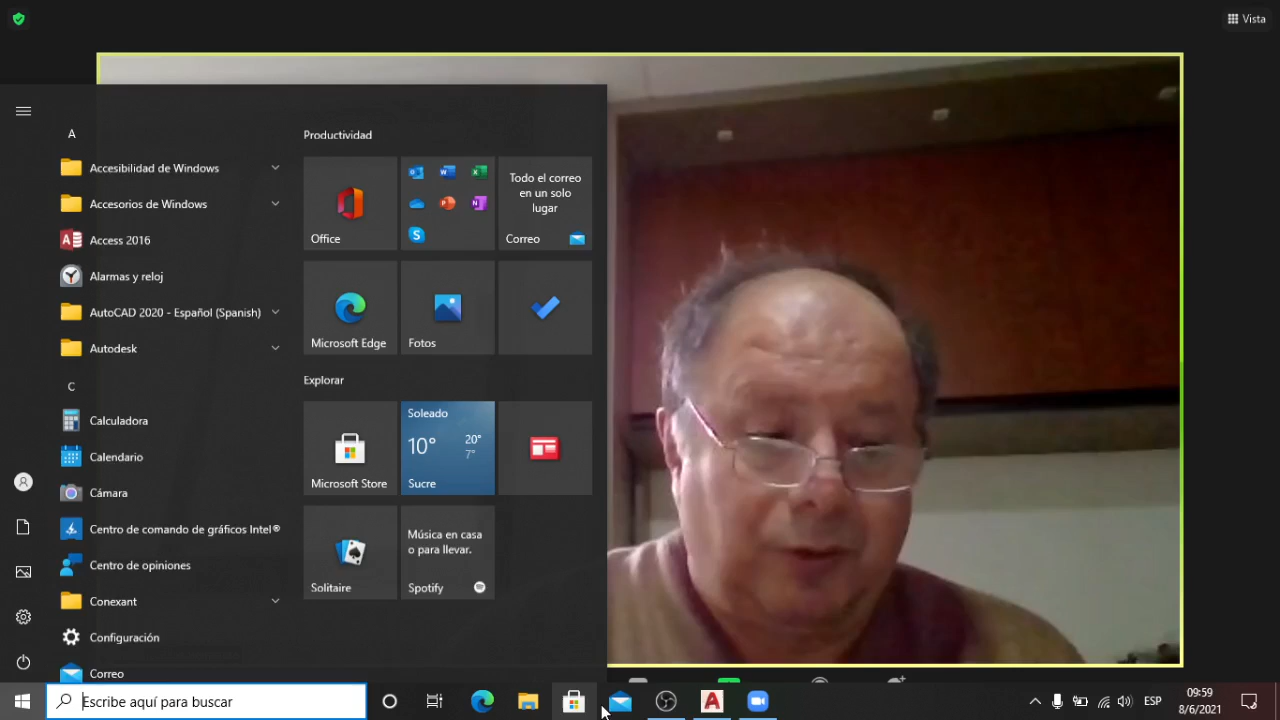 Vista
A
Accesibilidad de Windows
Accesorios de Windows
Access 2016
Alarmas y reloj
AutoCAD 2020 - Español (Spanish)
Autodesk
C
Calculadora
Calendario
Cámara
Centro de comando de gráficos Intel®
Centro de opiniones
Conexant
Configuración
Correo
Productividad
Office
Todo el correo
en un solo
lugar
Correo
Microsoft Edge
Fotos
Explorar
Microsoft Store
Soleado
10°
20°
7°
Sucre
Solitaire
Música en casa
o para llevar.
Spotify
Escribe aquí para buscar
ESP
09:59
8/6/2021